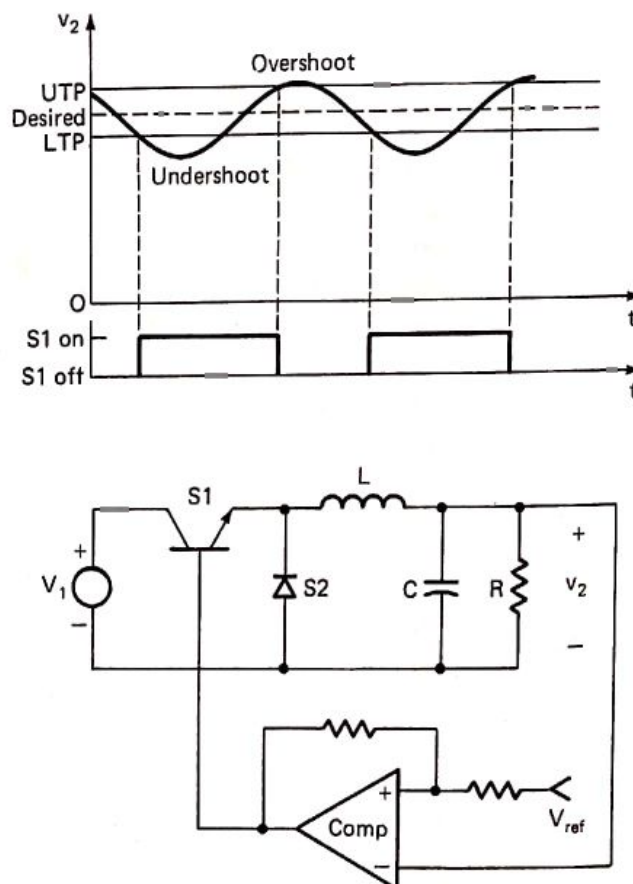 v2
Overshoot
UTP
Desired
LTP
Undershoot
O
t
S1 on
S1 off
t
S1
L
+
V1
−
S2
C
R
+
v2
−
+
Comp
−
Vref